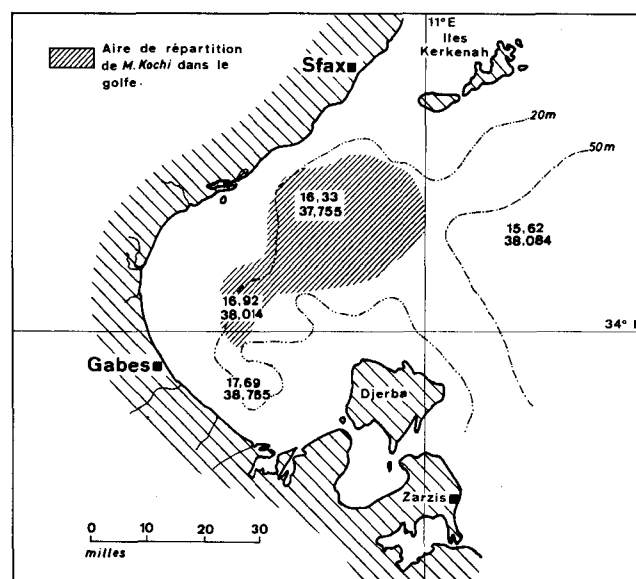 11° E
Iles
Kerkenah
Aire de répartition
de M. Kochi dans le
golfe.
Sfax
20m
50m
16,33
37,755
15,62
38,084
16,92
38,014
34°
Gabes
17,69
38,765
Djerba
Zarzis
0 10 20 30
milles